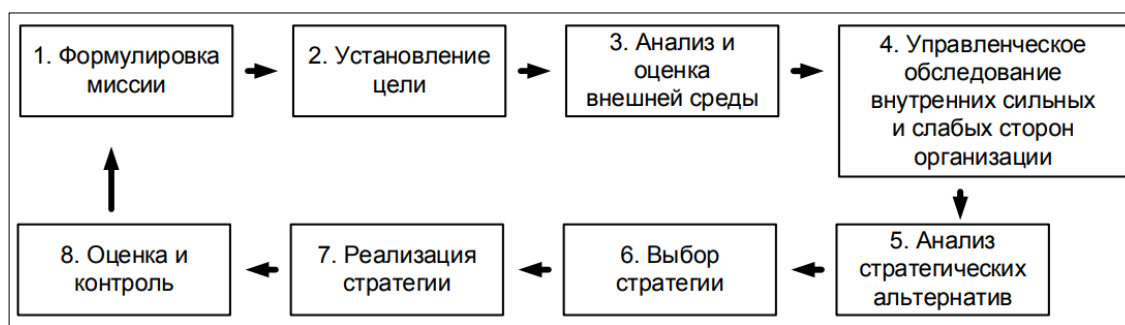 1. Формулировка
миссии
2. Установление
цели
3. Анализ и
оценка
внешней среды
4. Управленческое
обследование
внутренних сильных
и слабых сторон
организации
5. Анализ
стратегических
альтернатив
6. Выбор
стратегии
7. Реализация
стратегии
8. Оценка и
контроль